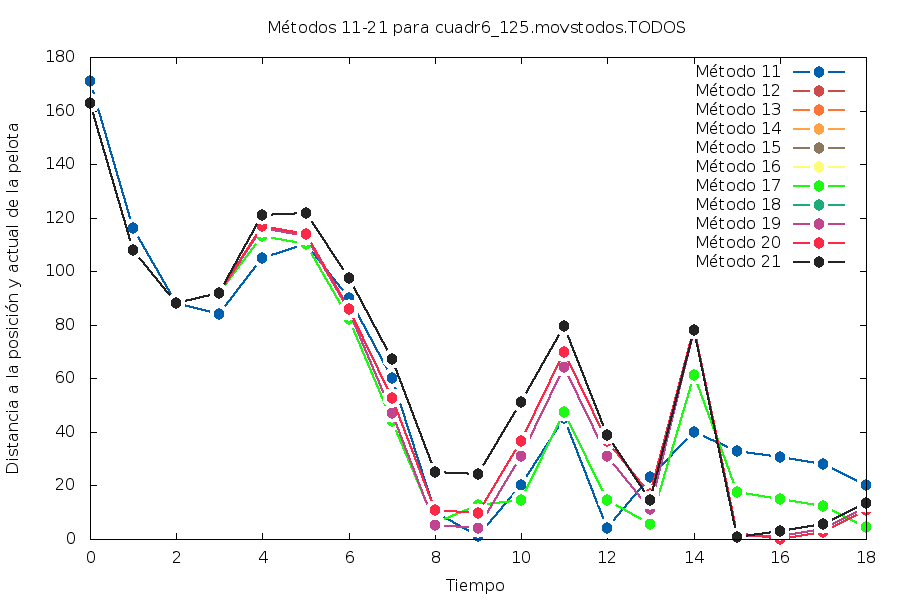 Métodos 11-21 para cuadr6_125.movstodos.TODOS
Distancia a la posición y actual de la pelota
180
160
140
120
100
80
60
40
20
0
Método 11
Método 12
Método 13
Método 14
Método 15
Método 16
Método 17
Método 18
Método 19
Método 20
Método 21
0 2 4 6 8 10 12 14 16 18
Tiempo